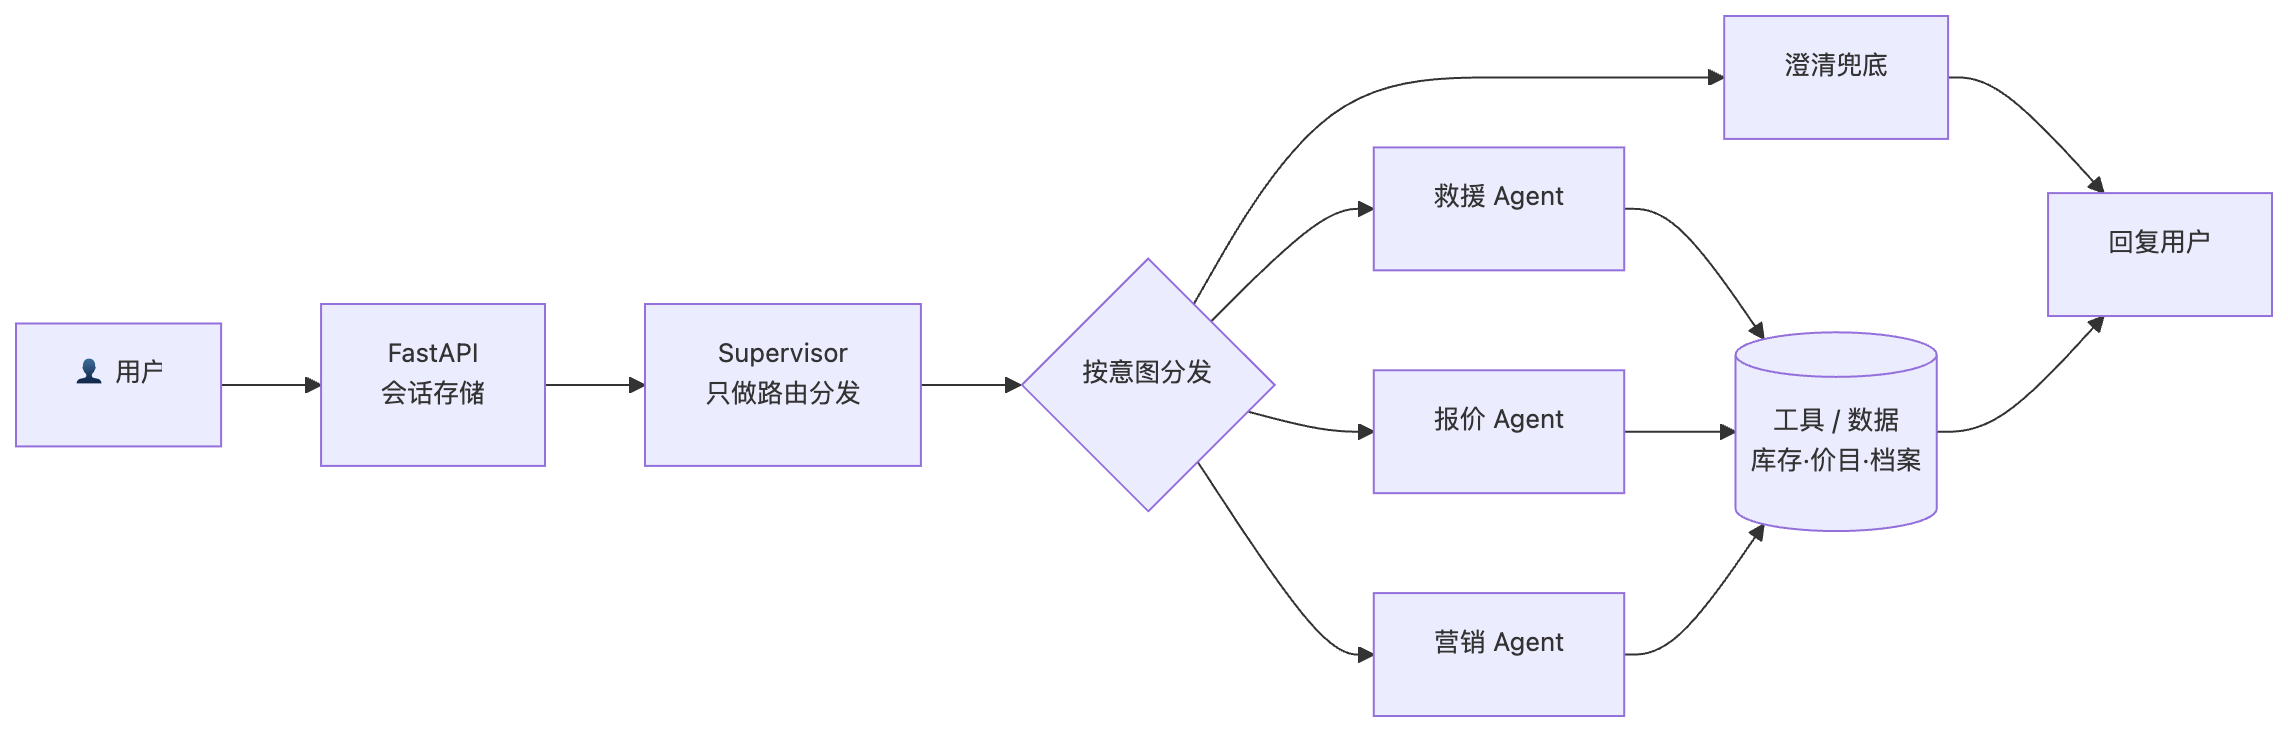 用户
FastAPI
会话存储
Supervisor
只做路由分发
按意图分发
澄清兜底
救援 Agent
报价 Agent
营销 Agent
工具 / 数据
库存·价目·档案
回复用户